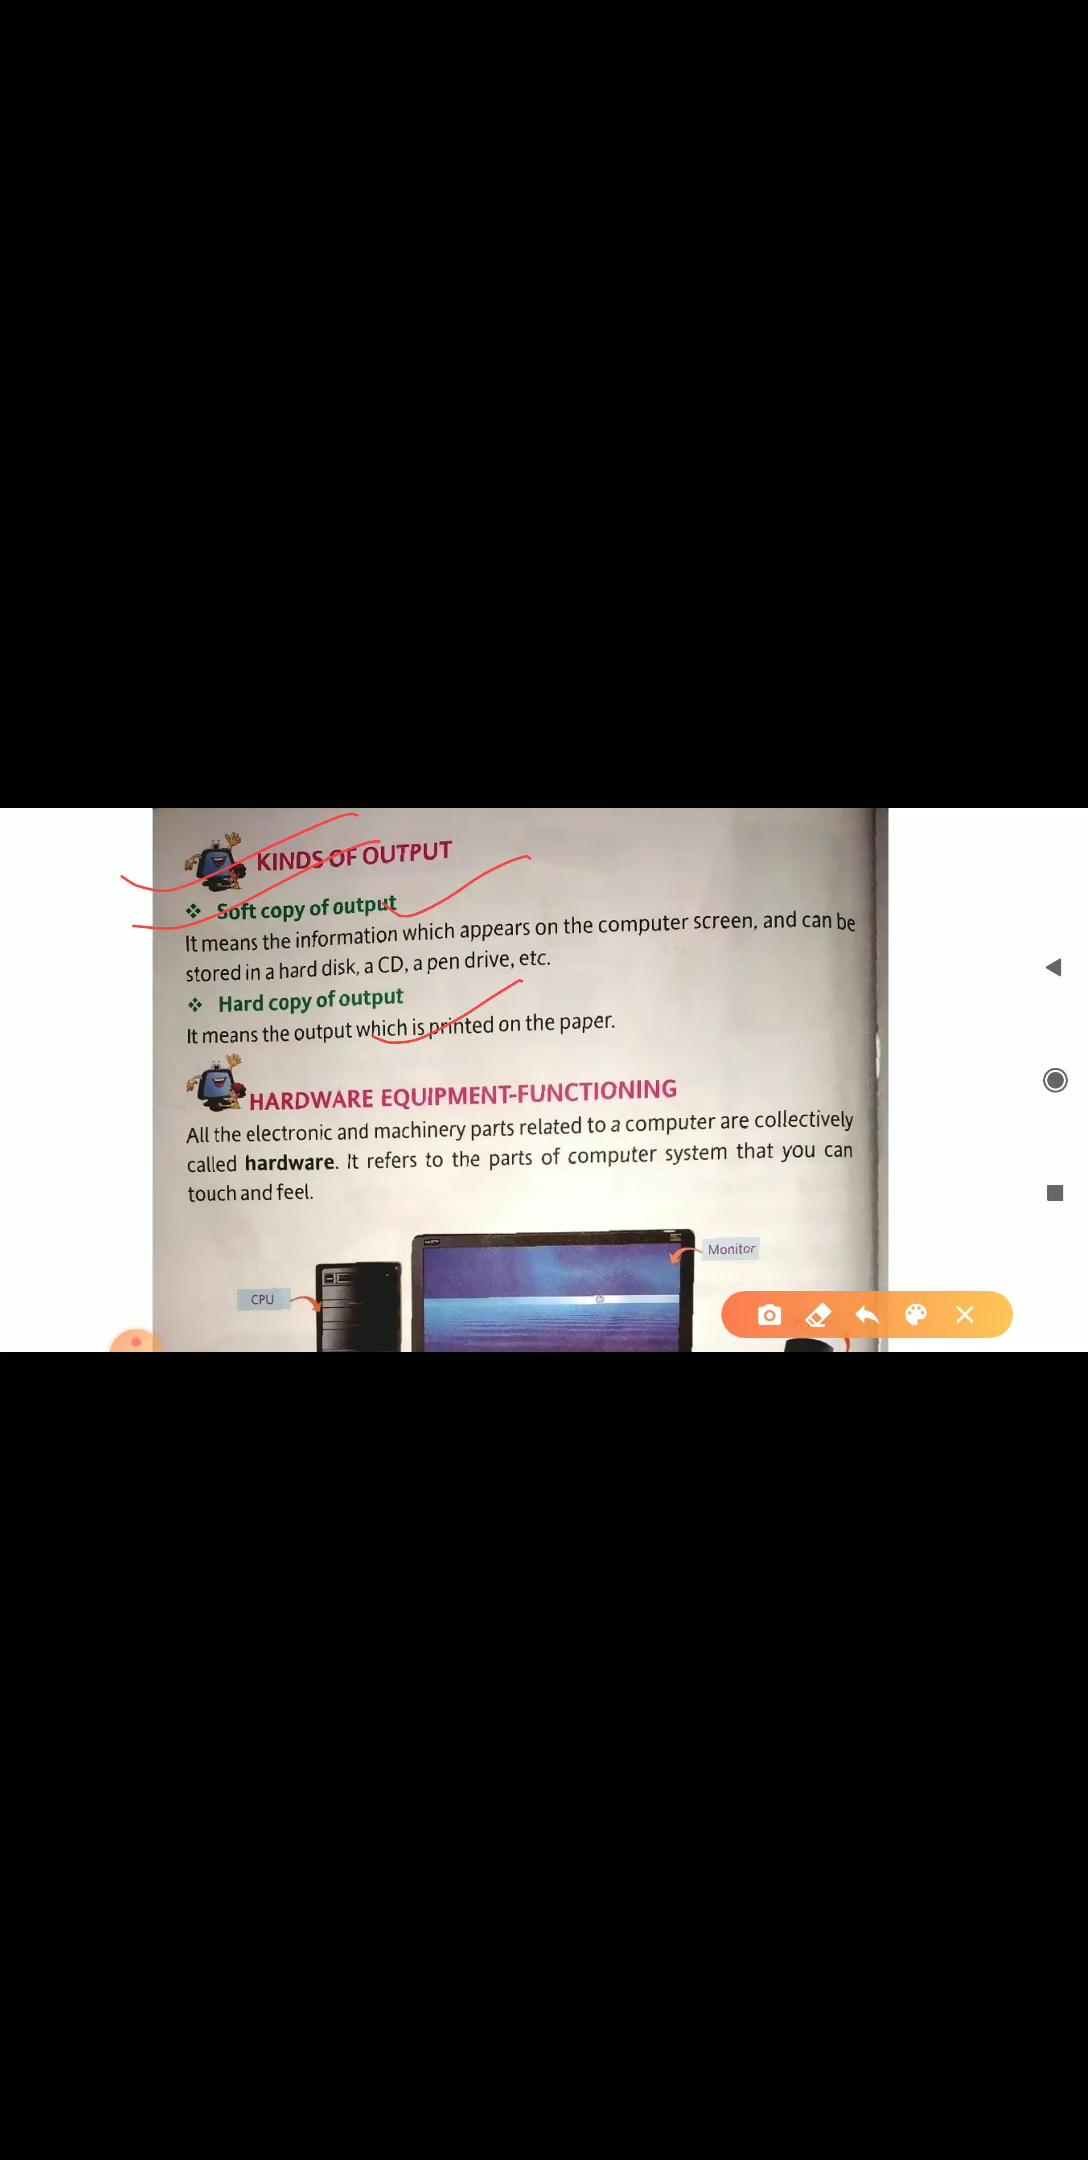 KINDS OF OUTPUT
❖ Soft copy of output
It means the information which appears on the computer screen, and can be
stored in a hard disk, a CD, a pen drive, etc.
❖ Hard copy of output
It means the output which is printed on the paper.
HARDWARE EQUIPMENT-FUNCTIONING
All the electronic and machinery parts related to a computer are collectively
called hardware. It refers to the parts of computer system that you can
touch and feel.
Monitor
CPU